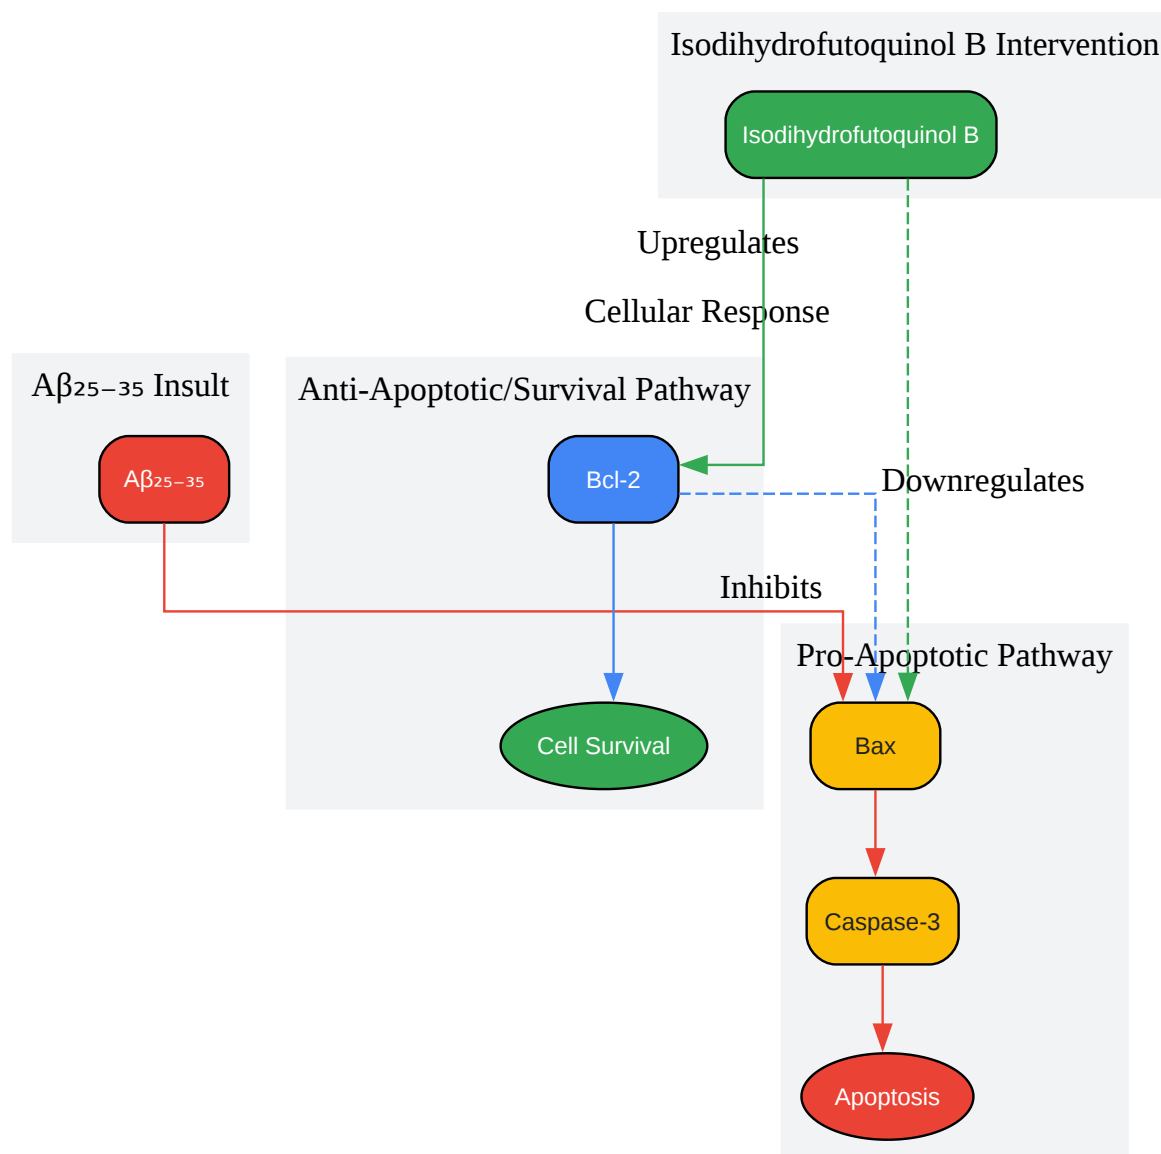 Isodihydrofutoquinol B Intervention
Isodihydrofutoquinol B
Upregulates
Cellular Response
Aβ₂₅₋₃₅ Insult
Anti-Apoptotic/Survival Pathway
Aβ₂₅₋₃₅
Bcl-2
Downregulates
Inhibits
Pro-Apoptotic Pathway
Cell Survival
Bax
Caspase-3
Apoptosis